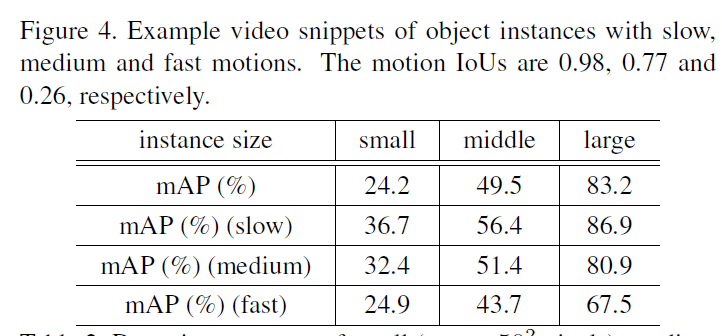 Figure 4. Example video snippets of object instances with slow,
medium and fast motions. The motion IoUs are 0.98, 0.77 and
0.26, respectively.
instance size small middle large
mAP (%) 24.2 49.5 83.2
mAP (%) (slow) 36.7 56.4 86.9
mAP (%) (medium) 32.4 51.4 80.9
mAP (%) (fast) 24.9 43.7 67.5